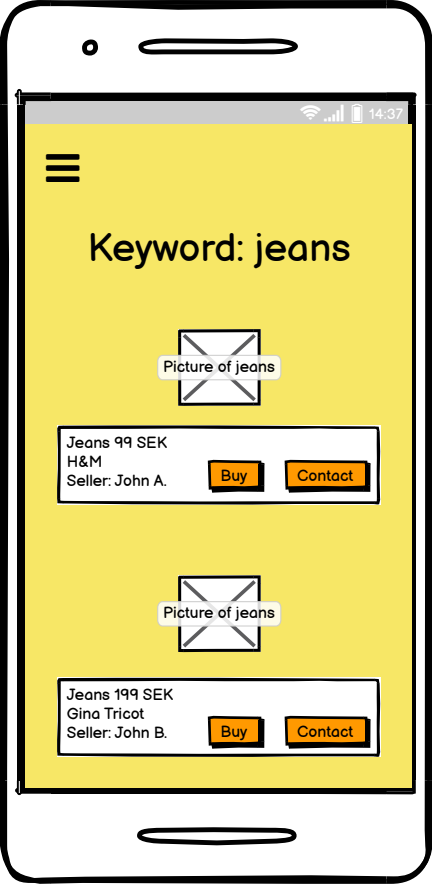 14:37
Keyword: jeans
Picture of jeans
Jeans 99 SEK
H&M
Seller: John A.
Buy
Contact
Picture of jeans
Jeans 199 SEK
Gina Tricot
Seller: John B.
Buy
Contact